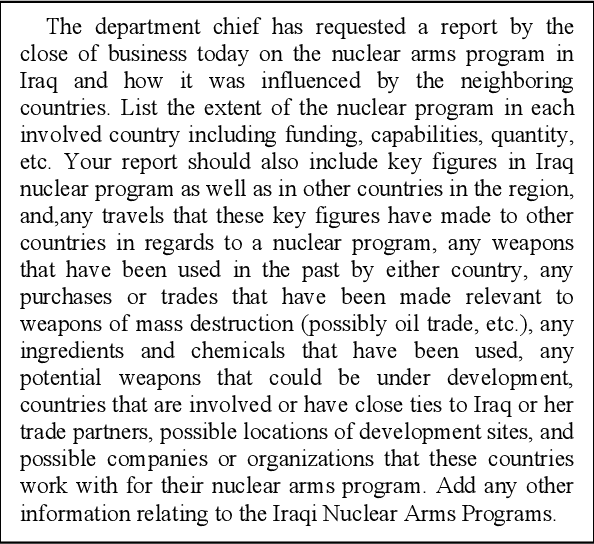 The department chief has requested a report by the
close of business today on the nuclear arms program in
Iraq and how it was influenced by the neighboring
countries. List the extent of the nuclear program in each
involved country including funding, capabilities, quantity,
etc. Your report should also include key figures in Iraq
nuclear program as well as in other countries in the region,
and,any travels that these key figures have made to other
countries in regards to a nuclear program, any weapons
that have been used in the past by either country, any
purchases or trades that have been made relevant to
weapons of mass destruction (possibly oil trade, etc.), any
ingredients and chemicals that have been used, any
potential weapons that could be under development,
countries that are involved or have close ties to Iraq or her
trade partners, possible locations of development sites, and
possible companies or organizations that these countries
work with for their nuclear arms program. Add any other
information relating to the Iraqi Nuclear Arms Programs.